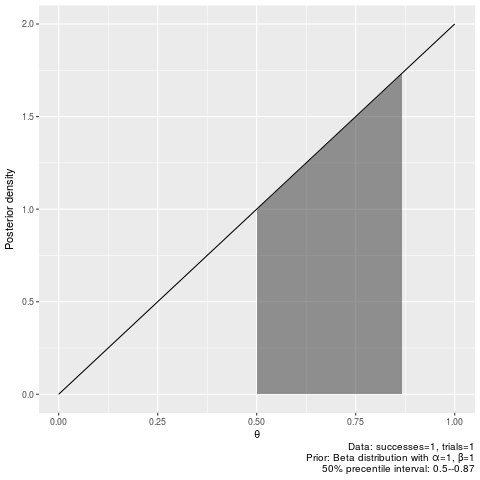 2.0
1.5
1.0
0.5
0.0
Posterior density
0.00 0.25 0.50 0.75 1.00
θ
Data: successes=1, trials=1
Prior: Beta distribution with α=1, β=1
50% percentile interval: 0.5--0.87